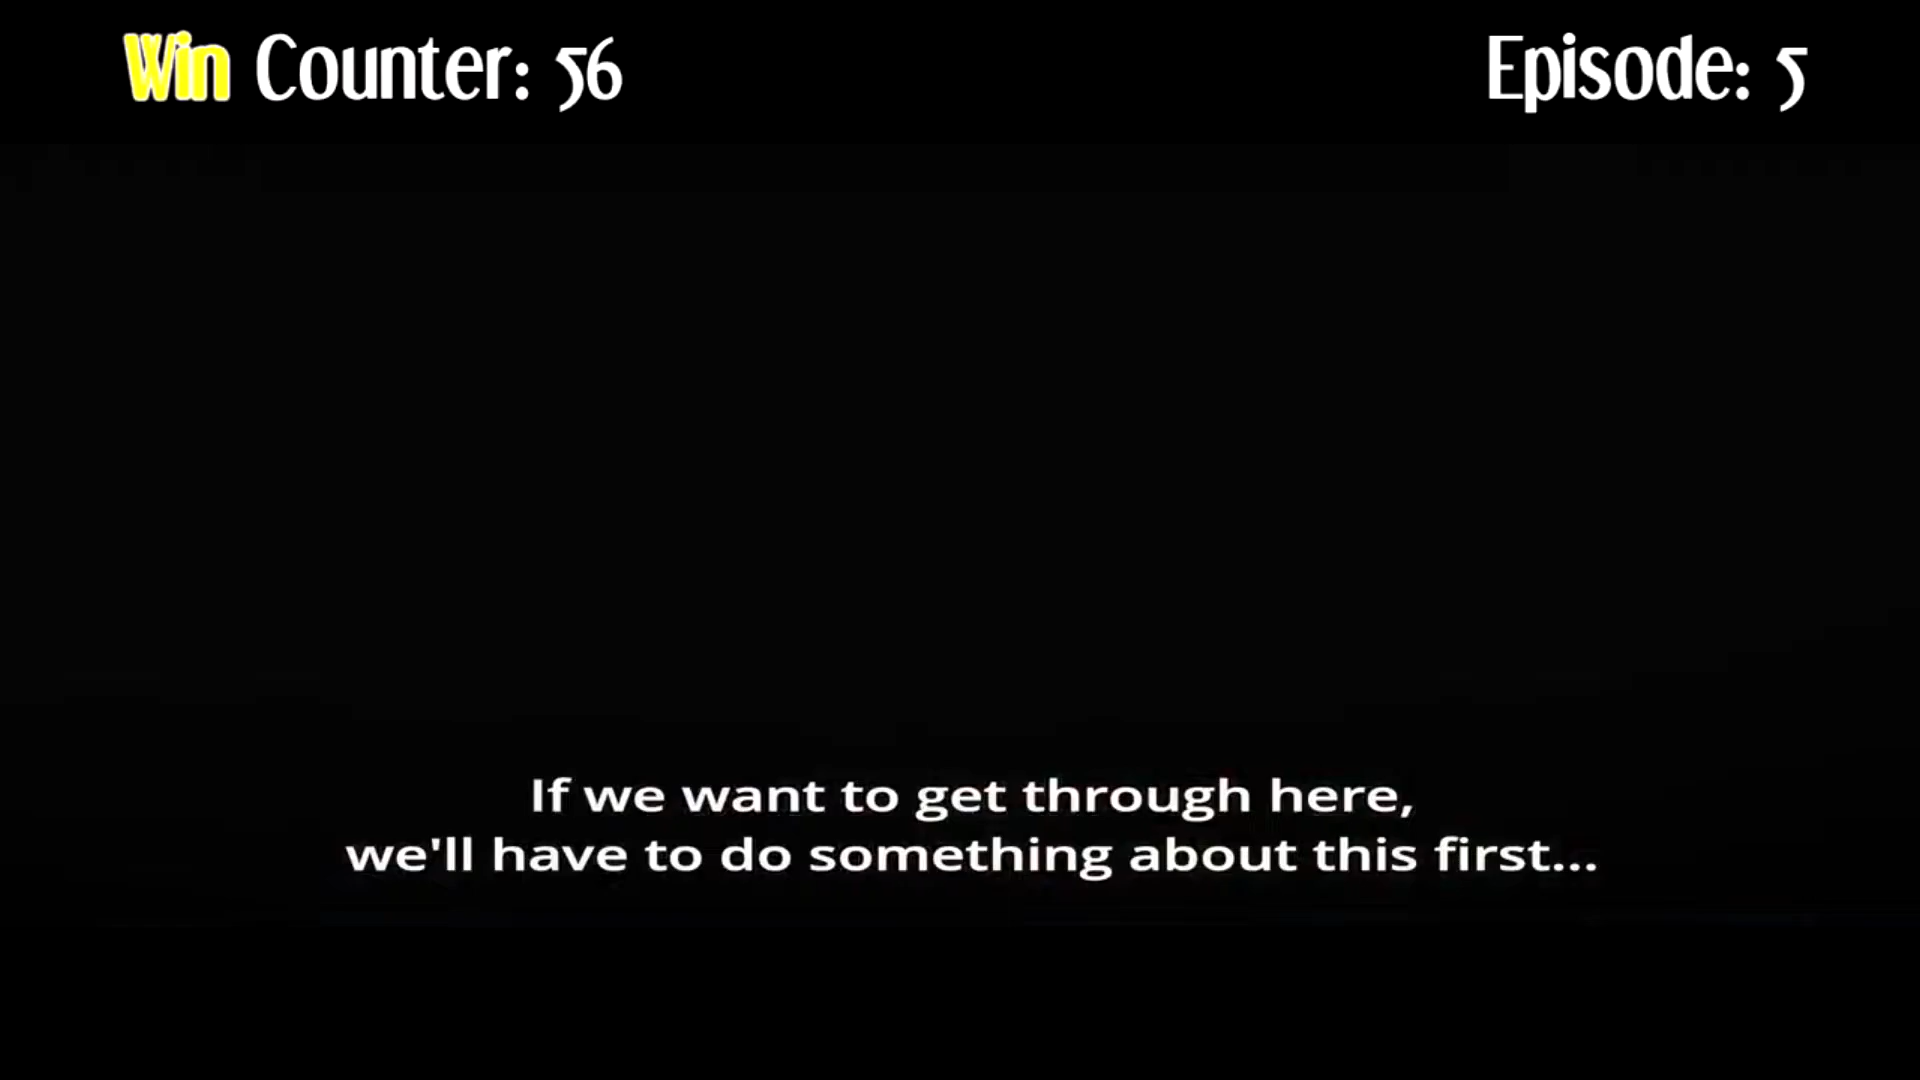 Win Counter: 56
Episode: 5
If we want to get through here,
we'll have to do something about this first...